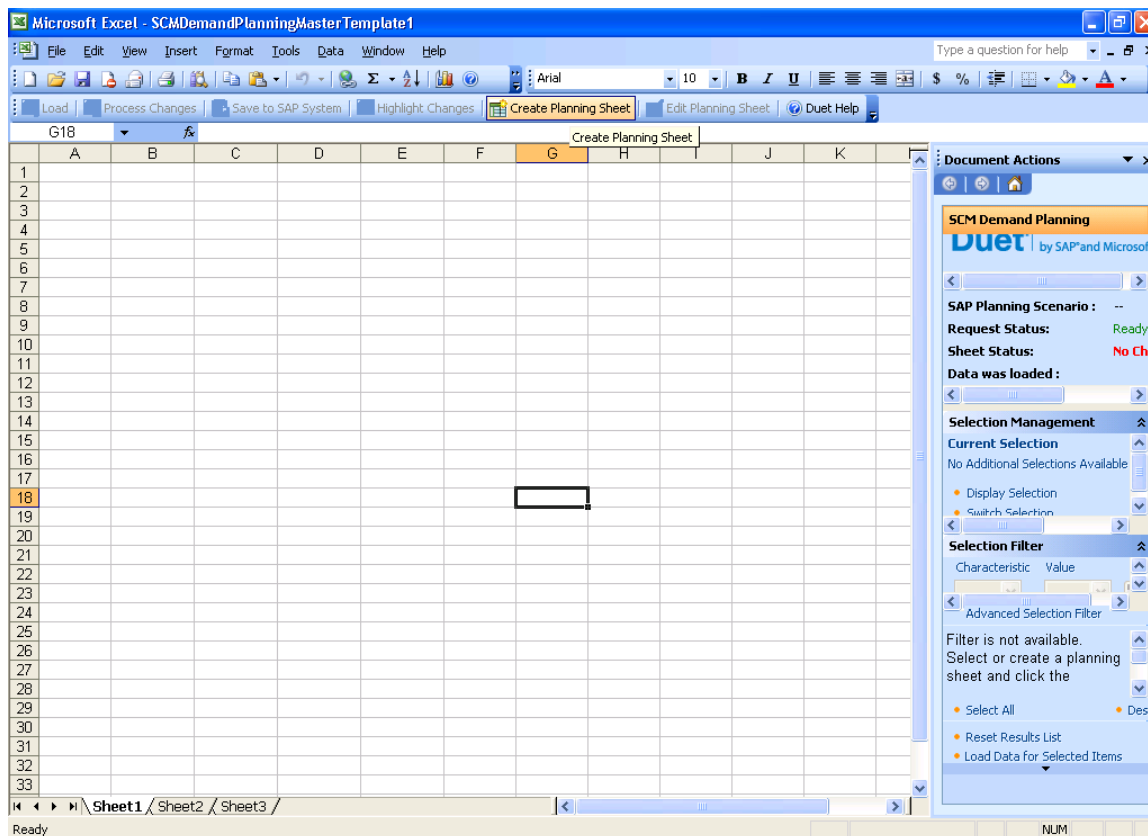 Microsoft Excel - SCMDemandPlanningMasterTemplate1
File Edit View Insert Format Tools Data Window Help
Type a question for help
Arial 10 B I U $ %
Load Process Changes Save to SAP System Highlight Changes Create Planning Sheet Edit Planning Sheet Duet Help
G18 fx
Create Planning Sheet
A B C D E F G H I J K
1
2
3
4
5
6
7
8
9
10
11
12
13
14
15
16
17
18
19
20
21
22
23
24
25
26
27
28
29
30
31
32
33
Document Actions
SCM Demand Planning
Duet by SAP® and Microsof
SAP Planning Scenario : --
Request Status: Ready
Sheet Status: No Ch
Data was loaded :
Selection Management
Current Selection
No Additional Selections Available
Display Selection
Switch Selection
Selection Filter
Characteristic Value
Advanced Selection Filter
Filter is not available.
Select or create a planning
sheet and click the
Select All Des
Reset Results List
Load Data for Selected Items
Sheet1 Sheet2 Sheet3
Ready NUM